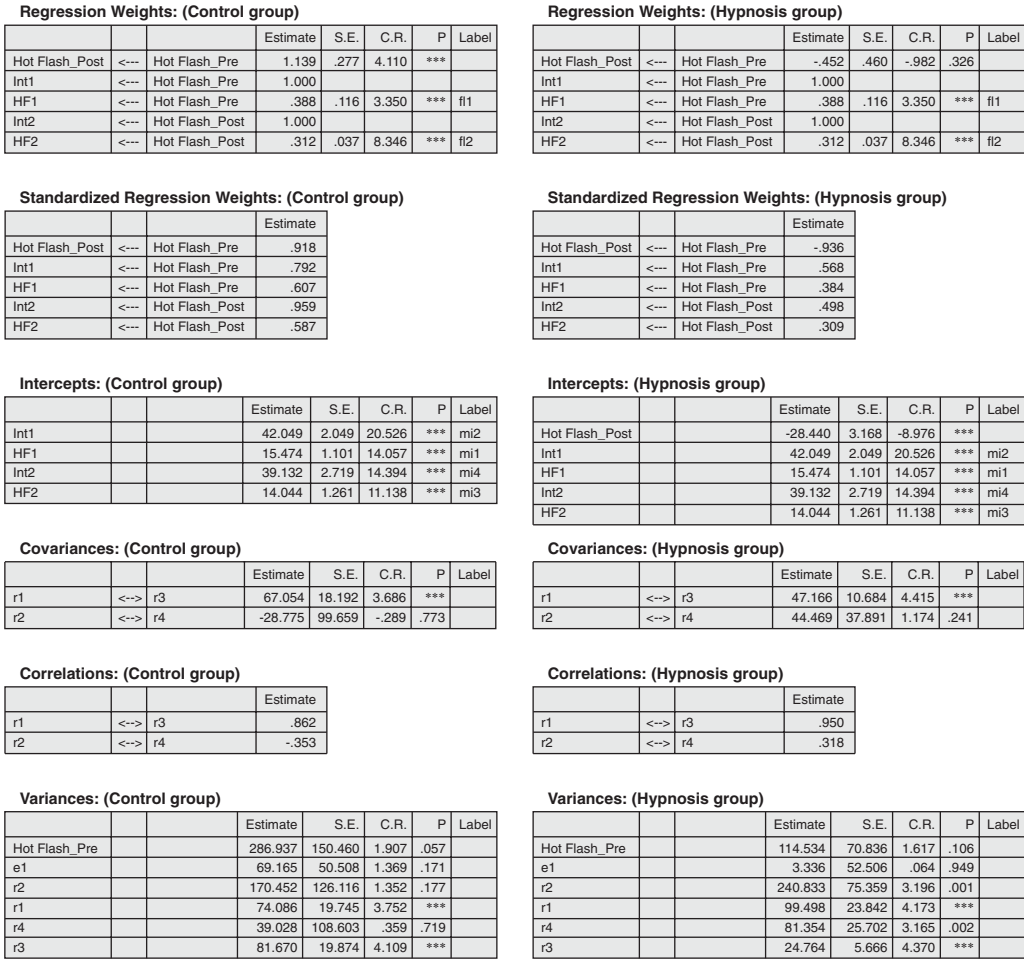 Regression Weights: (Control group)
Estimate S.E. C.R. P Label
Hot Flash_Post <--- Hot Flash_Pre 1.139 .277 4.110 ***
Int1 <--- Hot Flash_Pre 1.000
HF1 <--- Hot Flash_Pre .388 .116 3.350 *** fl1
Int2 <--- Hot Flash_Post 1.000
HF2 <--- Hot Flash_Post .312 .037 8.346 *** fl2
Regression Weights: (Hypnosis group)
Estimate S.E. C.R. P Label
Hot Flash_Post <--- Hot Flash_Pre -.452 .460 -.982 .326
Int1 <--- Hot Flash_Pre 1.000
HF1 <--- Hot Flash_Pre .388 .116 3.350 *** fl1
Int2 <--- Hot Flash_Post 1.000
HF2 <--- Hot Flash_Post .312 .037 8.346 *** fl2
Standardized Regression Weights: (Control group)
Estimate
Hot Flash_Post <--- Hot Flash_Pre .918
Int1 <--- Hot Flash_Pre .792
HF1 <--- Hot Flash_Pre .607
Int2 <--- Hot Flash_Post .959
HF2 <--- Hot Flash_Post .587
Standardized Regression Weights: (Hypnosis group)
Estimate
Hot Flash_Post <--- Hot Flash_Pre -.936
Int1 <--- Hot Flash_Pre .568
HF1 <--- Hot Flash_Pre .384
Int2 <--- Hot Flash_Post .498
HF2 <--- Hot Flash_Post .309
Intercepts: (Control group)
Estimate S.E. C.R. P Label
Int1 42.049 2.049 20.526 *** mi2
HF1 15.474 1.101 14.057 *** mi1
Int2 39.132 2.719 14.394 *** mi4
HF2 14.044 1.261 11.138 *** mi3
Intercepts: (Hypnosis group)
Estimate S.E. C.R. P Label
Hot Flash_Post -28.440 3.168 -8.976 ***
Int1 42.049 2.049 20.526 *** mi2
HF1 15.474 1.101 14.057 *** mi1
Int2 39.132 2.719 14.394 *** mi4
HF2 14.044 1.261 11.138 *** mi3
Covariances: (Control group)
Estimate S.E. C.R. P Label
r1 <--> r3 67.054 18.192 3.686 ***
r2 <--> r4 -28.775 99.659 -.289 .773
Covariances: (Hypnosis group)
Estimate S.E. C.R. P Label
r1 <--> r3 47.166 10.684 4.415 ***
r2 <--> r4 44.469 37.891 1.174 .241
Correlations: (Control group)
Estimate
r1 <--> r3 .862
r2 <--> r4 -.353
Correlations: (Hypnosis group)
Estimate
r1 <--> r3 .950
r2 <--> r4 .318
Variances: (Control group)
Estimate S.E. C.R. P Label
Hot Flash_Pre 286.937 150.460 1.907 .057
e1 69.165 50.508 1.369 .171
r2 170.452 126.116 1.352 .177
r1 74.086 19.745 3.752 ***
r4 39.028 108.603 .359 .719
r3 81.670 19.874 4.109 ***
Variances: (Hypnosis group)
Estimate S.E. C.R. P Label
Hot Flash_Pre 114.534 70.836 1.617 .106
e1 3.336 52.506 .064 .949
r2 240.833 75.359 3.196 .001
r1 99.498 23.842 4.173 ***
r4 81.354 25.702 3.165 .002
r3 24.764 5.666 4.370 ***